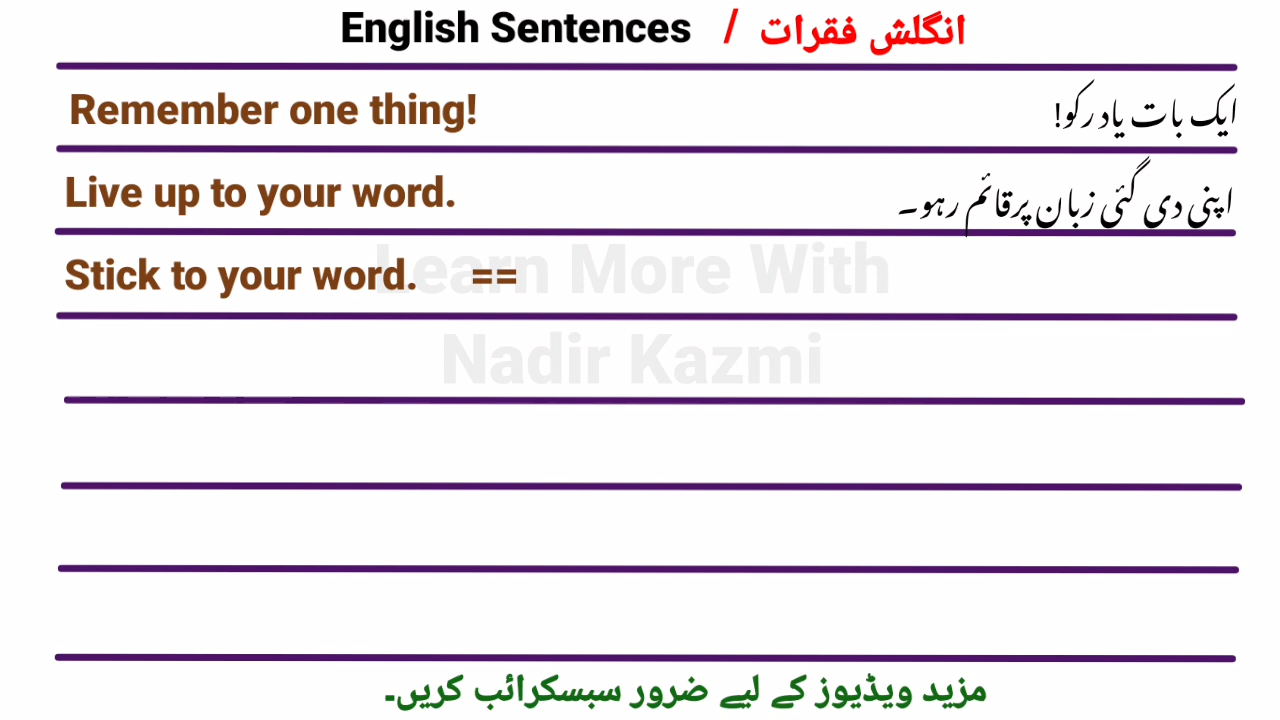 English Sentences / انگلش فقرات
Remember one thing! ایک بات یاد رکو!
Live up to your word. اپنی دی گئی زبان پر قائم رہو۔
Stick to your word. ==
Learn More With
Nadir Kazmi
مزید ویڈیوز کے لیے ضرور سبسکرائب کریں۔